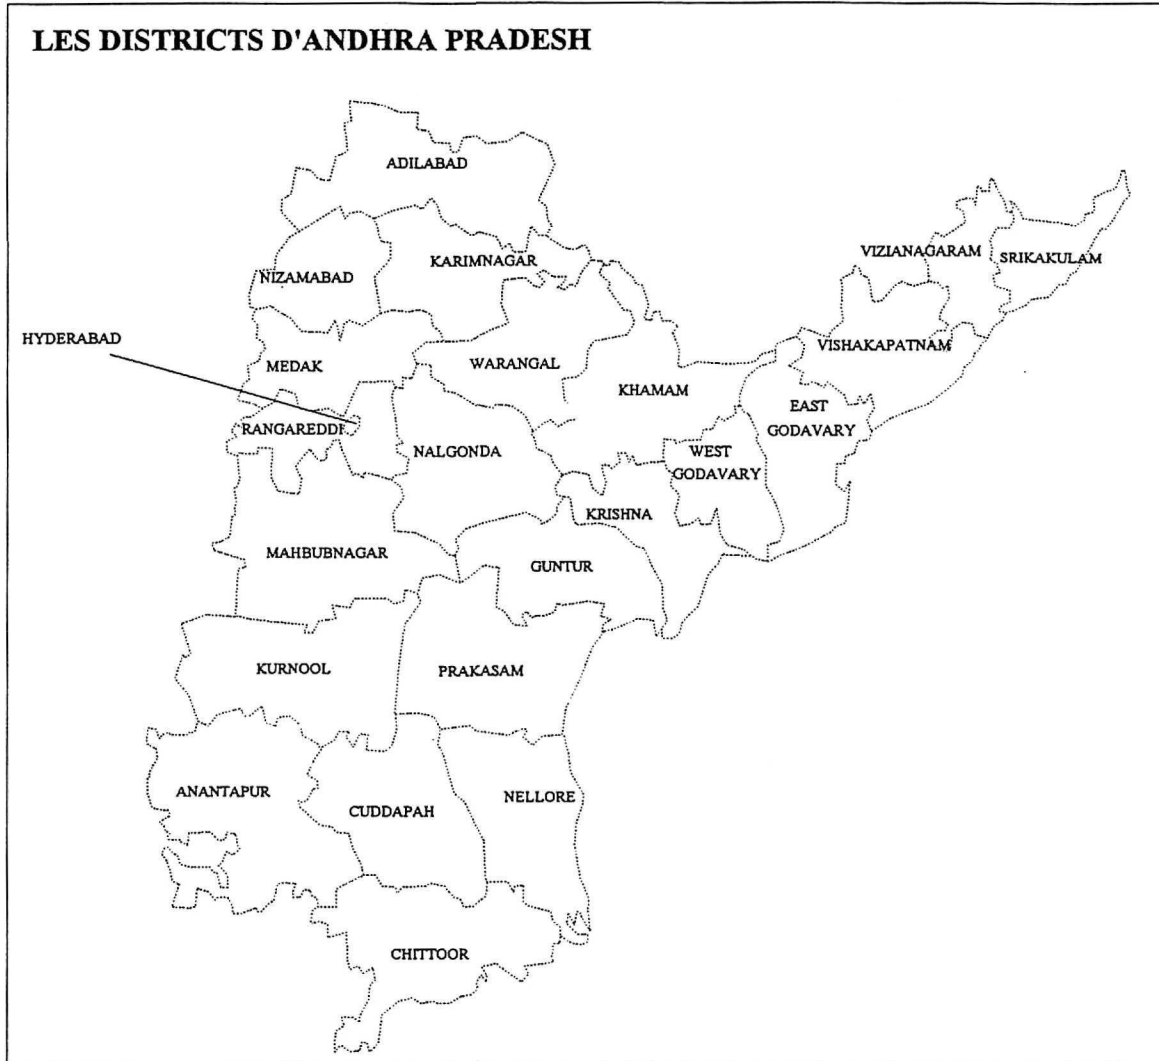 LES DISTRICTS D'ANDHRA PRADESH
ADILABAD
KARIMNAGAR
NIZAMABAD
VIZIANAGARAM
SRIKAKULAM
HYDERABAD
MEDAK
WARANGAL
VISHAKAPATNAM
KHAMAM
RANGAREDDI
NALGONDA
EAST
GODAVARY
WEST
GODAVARY
KRISHNA
MAHBUBNAGAR
GUNTUR
KURNOOL
PRAKASAM
ANANTAPUR
CUDDAPAH
NELLORE
CHITTOOR